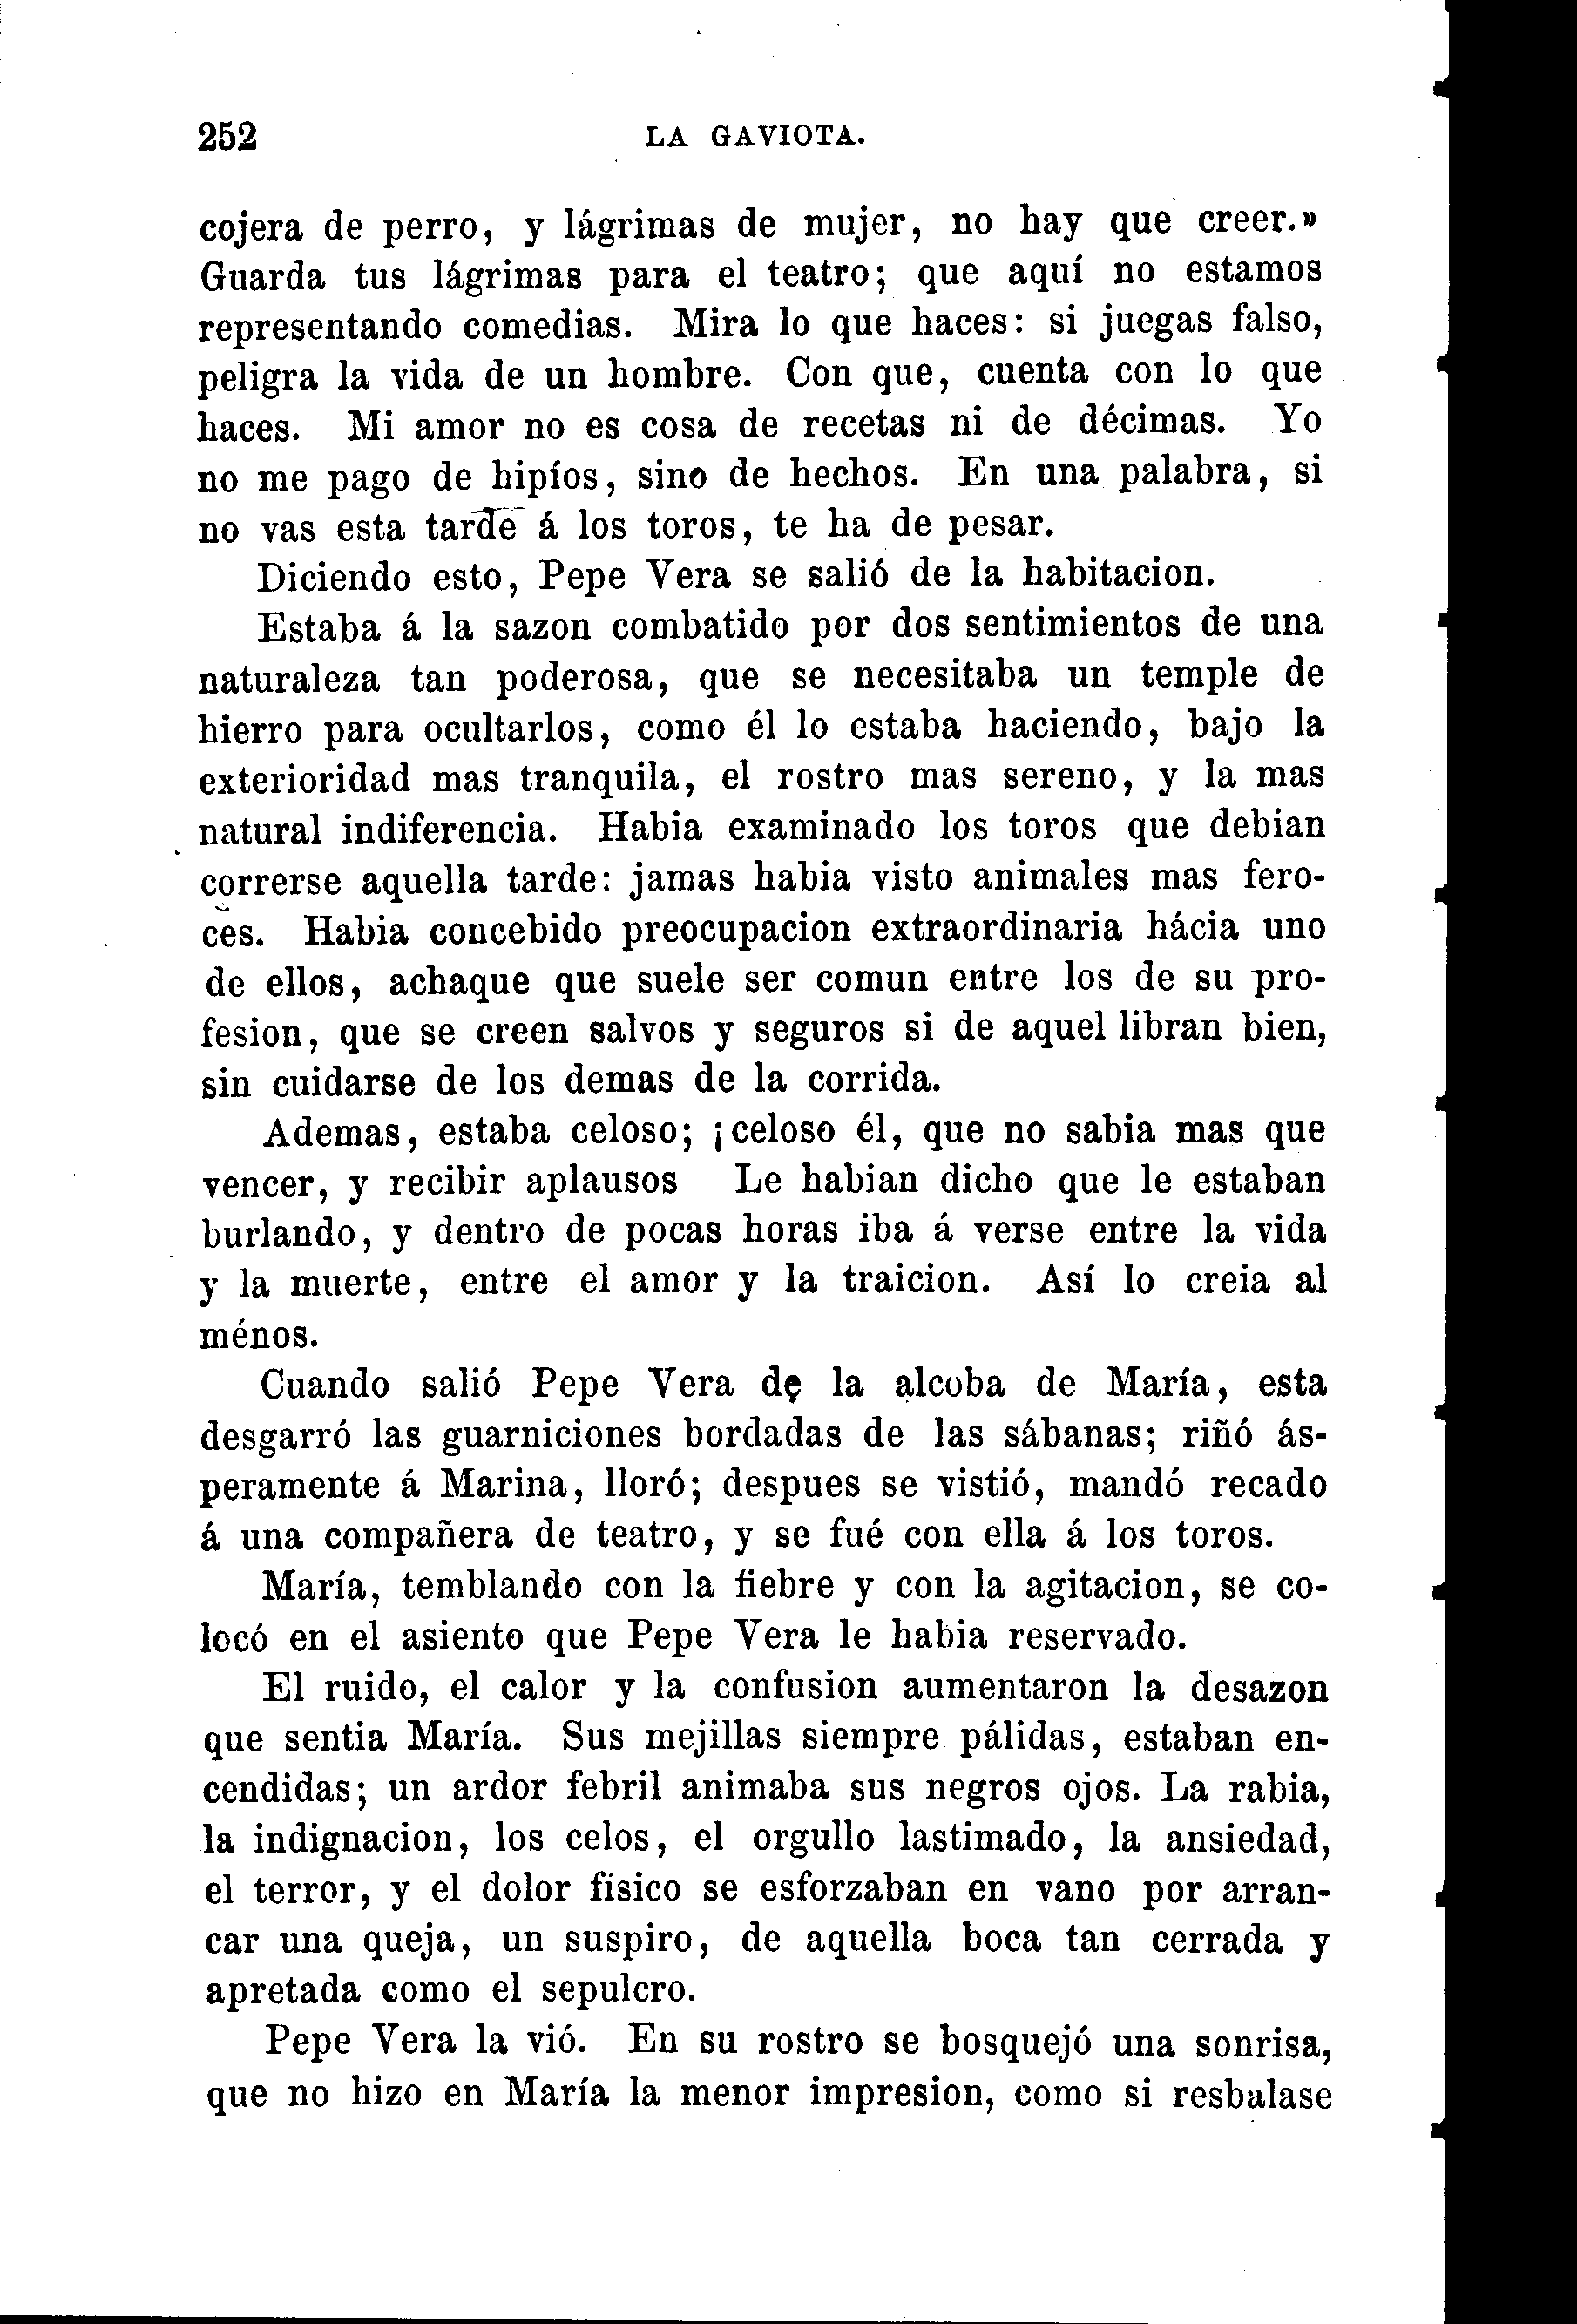 252 LA GAVIOTA.
cojera de perro, y lágrimas de mujer, no hay que creer.»
Guarda tus lágrimas para el teatro; que aquí no estamos
representando comedias. Mira lo que haces: si juegas falso,
peligra la vida de un hombre. Con que, cuenta con lo que
haces. Mi amor no es cosa de recetas ni de décimas. Yo
no me pago de hipíos, sino de hechos. En una palabra, si
no vas esta tarde á los toros, te ha de pesar.
Diciendo esto, Pepe Vera se salió de la habitacion.
Estaba á la sazon combatido por dos sentimientos de una
naturaleza tan poderosa, que se necesitaba un temple de
hierro para ocultarlos, como él lo estaba haciendo, bajo la
exterioridad mas tranquila, el rostro mas sereno, y la mas
natural indiferencia. Habia examinado los toros que debian
correrse aquella tarde: jamas habia visto animales mas fero-
ces. Habia concebido preocupacion extraordinaria hácia uno
de ellos, achaque que suele ser comun entre los de su pro-
fesion, que se creen salvos y seguros si de aquel libran bien,
sin cuidarse de los demas de la corrida.
Ademas, estaba celoso; ¡celoso él, que no sabia mas que
vencer, y recibir aplausos Le habian dicho que le estaban
burlando, y dentro de pocas horas iba á verse entre la vida
y la muerte, entre el amor y la traicion. Así lo creia al
ménos.
Cuando salió Pepe Vera de la alcoba de María, esta
desgarró las guarniciones bordadas de las sábanas; riñó ás-
peramente á Marina, lloró; despues se vistió, mandó recado
á una compañera de teatro, y se fué con ella á los toros.
María, temblando con la fiebre y con la agitacion, se co-
locó en el asiento que Pepe Vera le habia reservado.
El ruido, el calor y la confusion aumentaron la desazon
que sentia María. Sus mejillas siempre pálidas, estaban en-
cendidas; un ardor febril animaba sus negros ojos. La rabia,
la indignacion, los celos, el orgullo lastimado, la ansiedad,
el terror, y el dolor físico se esforzaban en vano por arran-
car una queja, un suspiro, de aquella boca tan cerrada y
apretada como el sepulcro.
Pepe Vera la vió. En su rostro se bosquejó una sonrisa,
que no hizo en María la menor impresion, como si resbalase